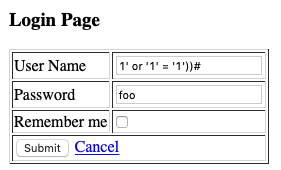 Login Page
User Name 1' or '1' = '1'))#
Password foo
Remember me
Submit Cancel